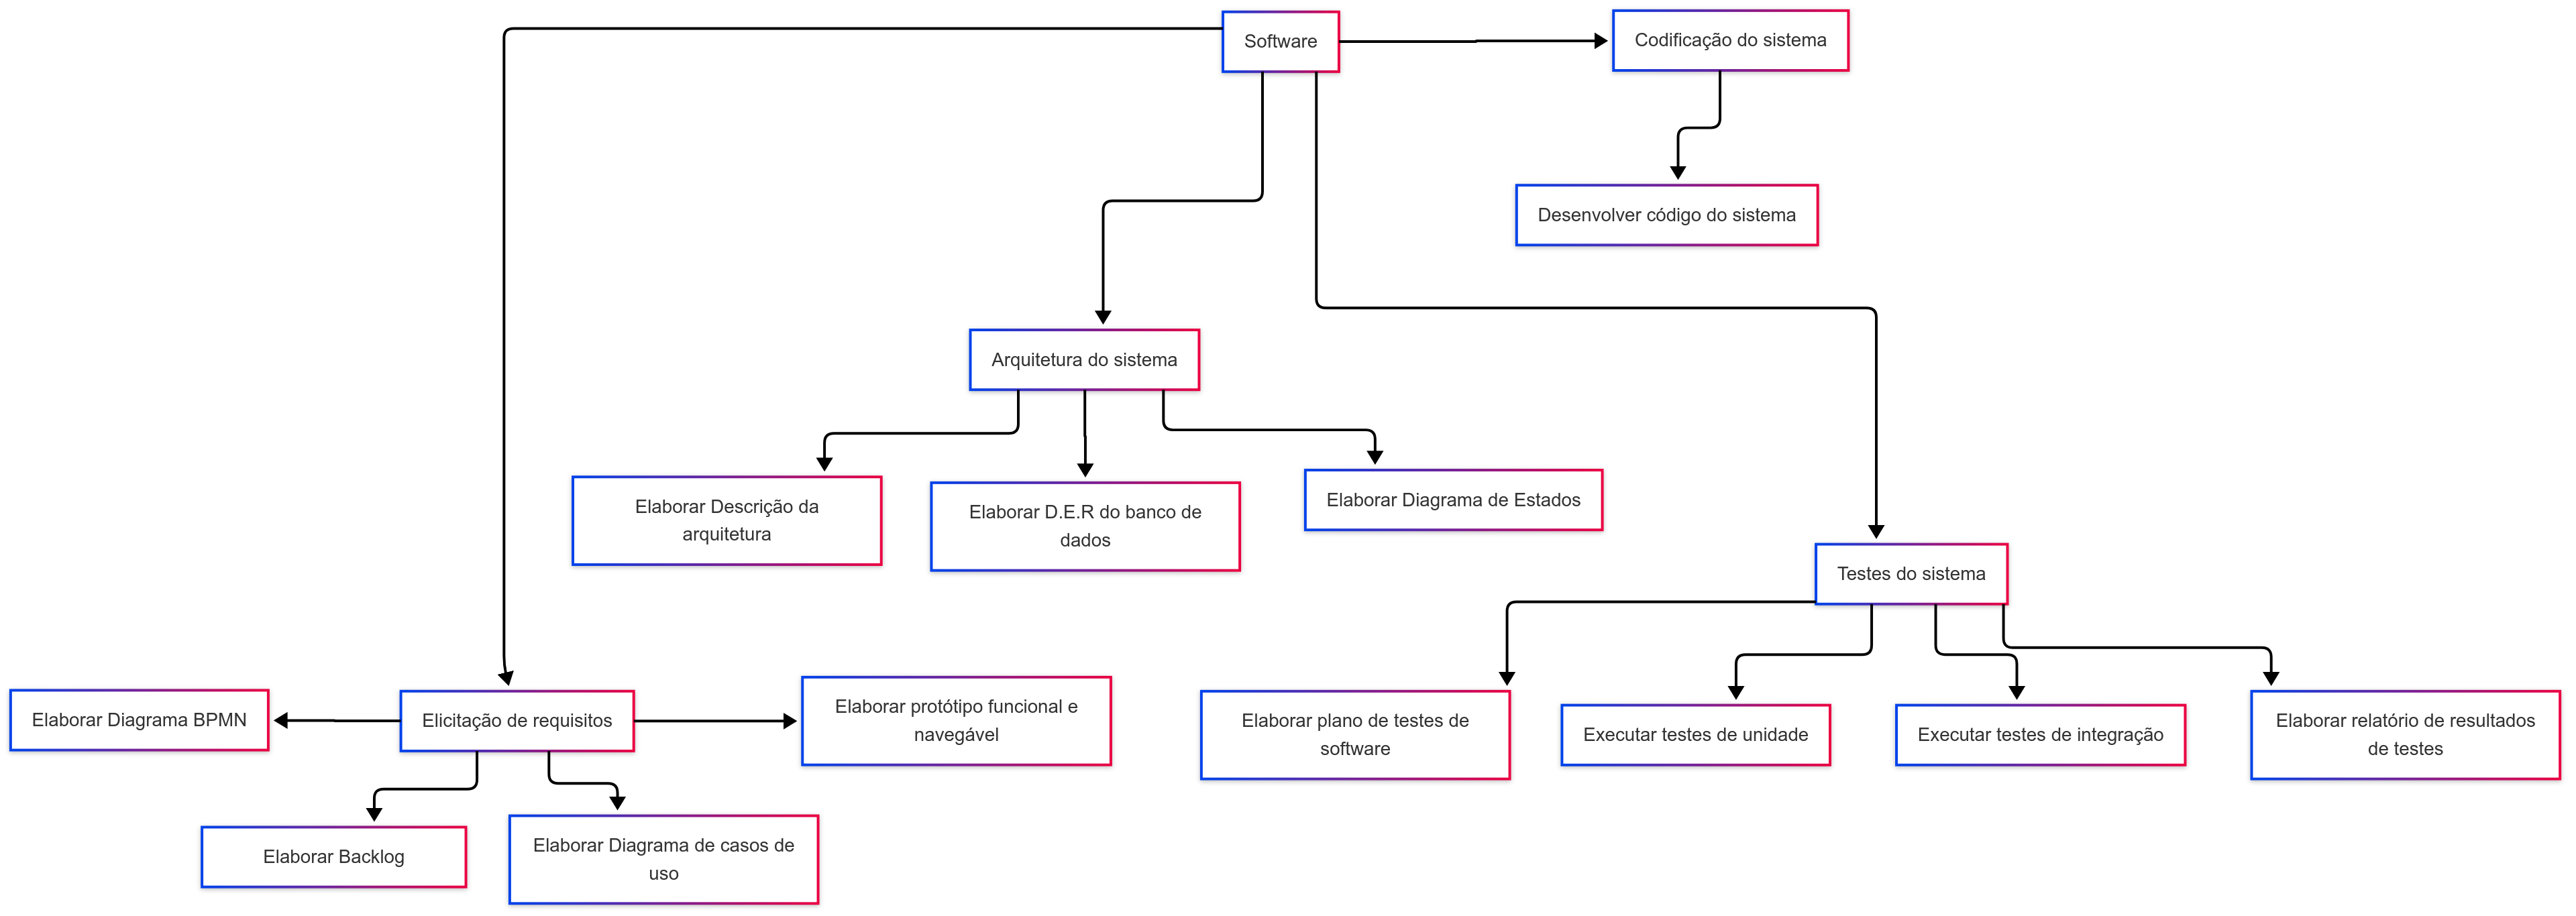 Software
Codificação do sistema
Desenvolver código do sistema
Arquitetura do sistema
Elaborar Descrição da
arquitetura
Elaborar D.E.R do banco de
dados
Elaborar Diagrama de Estados
Testes do sistema
Elaborar Diagrama BPMN
Elicitação de requisitos
Elaborar protótipo funcional e
navegável
Elaborar plano de testes de
software
Executar testes de unidade
Executar testes de integração
Elaborar relatório de resultados
de testes
Elaborar Backlog
Elaborar Diagrama de casos de
uso